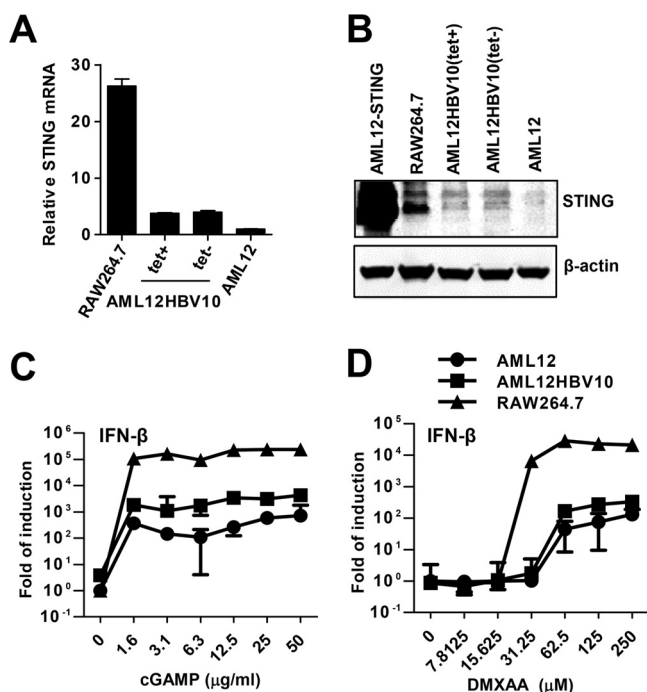 A
Relative STING mRNA
40
30
20
10
0
RAW264.7
tet+
tet-
AML12
AML12HBV10
B
AML12-STING
RAW264.7
AML12HBV10(tet+)
AML12HBV10(tet-)
AML12
STING
β-actin
C
IFN-β
Fold of induction
10⁶
10⁵
10⁴
10³
10²
10¹
10⁰
10⁻¹
0
1.6
3.1
6.3
12.5
25
50
cGAMP (μg/ml)
D
AML12
AML12HBV10
RAW264.7
IFN-β
Fold of induction
10⁵
10⁴
10³
10²
10¹
10⁰
10⁻¹
0
7.8125
15.625
31.25
62.5
125
250
DMXAA (μM)